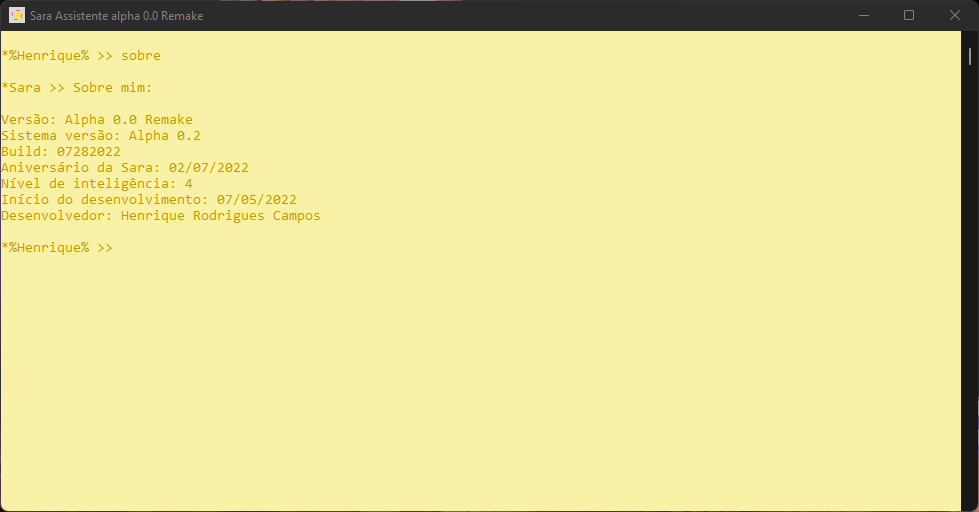 Sara Assistente alpha 0.0 Remake
*%Henrique% >> sobre
*Sara >> Sobre mim:
Versão: Alpha 0.0 Remake
Sistema versão: Alpha 0.2
Build: 07282022
Aniversário da Sara: 02/07/2022
Nível de inteligência: 4
Início do desenvolvimento: 07/05/2022
Desenvolvedor: Henrique Rodrigues Campos
*%Henrique% >>